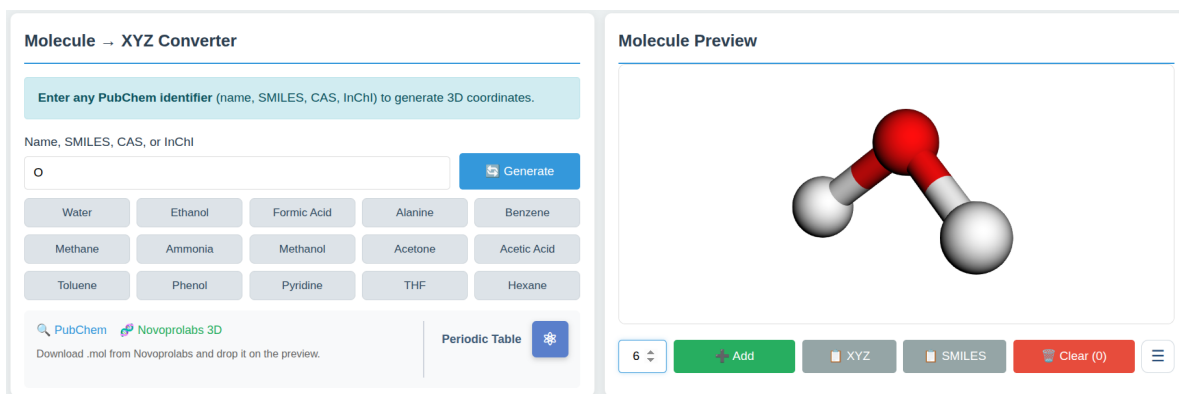 Molecule → XYZ Converter
Enter any PubChem identifier (name, SMILES, CAS, InChI) to generate 3D coordinates.
Name, SMILES, CAS, or InChI
O
Generate
Water
Ethanol
Formic Acid
Alanine
Benzene
Methane
Ammonia
Methanol
Acetone
Acetic Acid
Toluene
Phenol
Pyridine
THF
Hexane
PubChem
Novoprolabs 3D
Download .mol from Novoprolabs and drop it on the preview.
Periodic Table
Molecule Preview
6
Add
XYZ
SMILES
Clear (0)